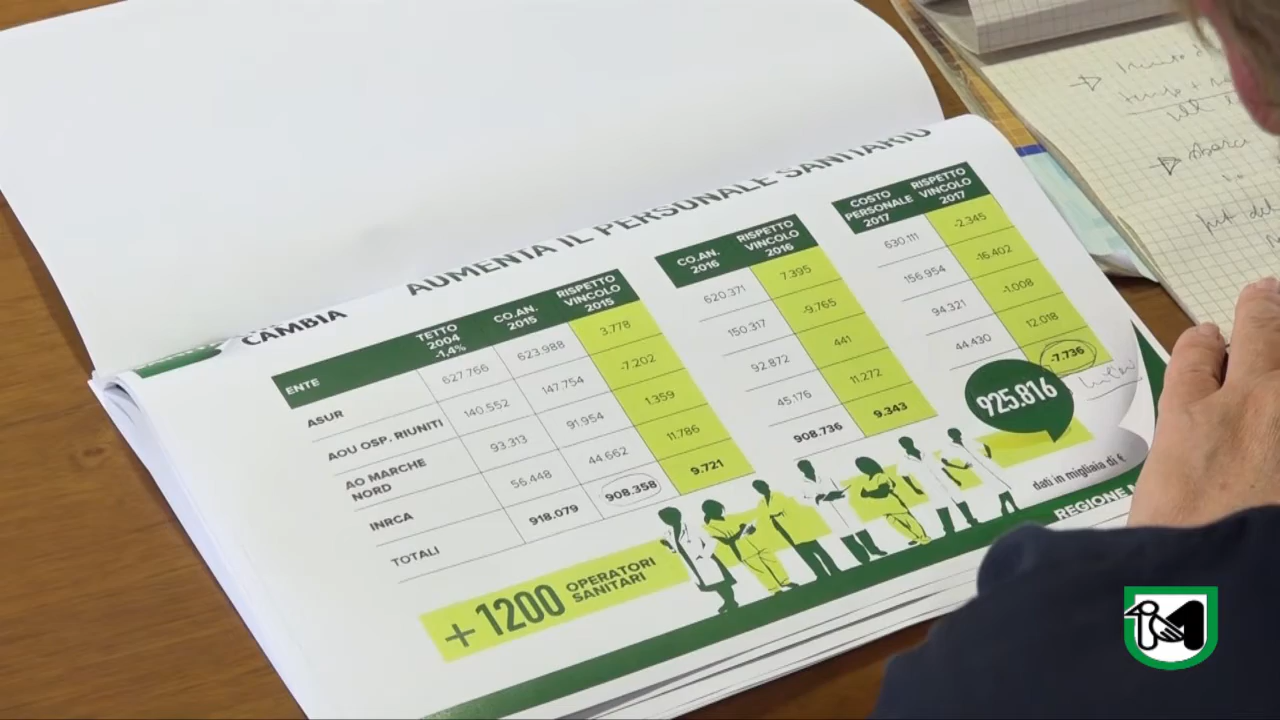 AUMENTA IL PERSONALE SANITARIO
CAMBIA
ENTE TETTO 2004 -1,4% CO.AN. 2015 RISPETTO VINCOLO 2015 CO.AN. 2016 RISPETTO VINCOLO 2016 COSTO PERSONALE 2017 RISPETTO VINCOLO 2017
ASUR 627.766 623.988 3.778 620.371 7.395 630.111 -2.345
AOU OSP. RIUNITI 140.552 147.754 -7.202 150.317 -9.765 156.954 -16.402
AO MARCHE NORD 93.313 91.954 1.359 92.872 441 94.321 -1.008
INRCA 56.448 44.662 11.786 45.176 11.272 44.430 12.018
TOTALI 918.079 908.358 9.721 908.736 9.343 925.816 -7.736
dati in migliaia di €
+ 1200 OPERATORI SANITARI
REGIONE